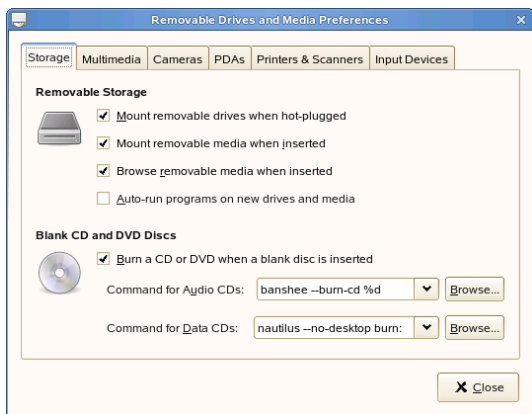 Removable Drives and Media Preferences
Storage Multimedia Cameras PDAs Printers & Scanners Input Devices
Removable Storage
Mount removable drives when hot-plugged
Mount removable media when inserted
Browse removable media when inserted
Auto-run programs on new drives and media
Blank CD and DVD Discs
Burn a CD or DVD when a blank disc is inserted
Command for Audio CDs: banshee --burn-cd %d Browse...
Command for Data CDs: nautilus --no-desktop burn: Browse...
Close